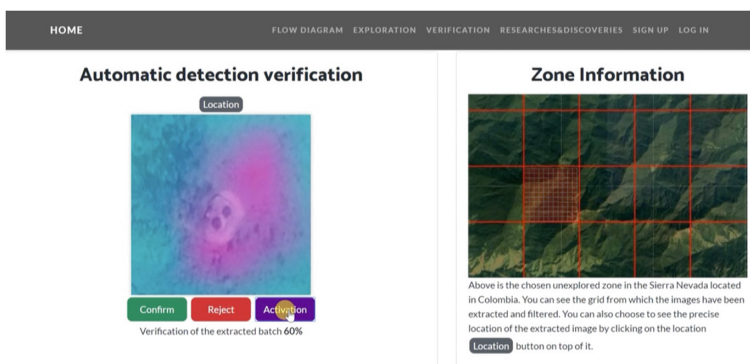 HOME FLOW DIAGRAM EXPLORATION VERIFICATION RESEARCHES&DISCOVERIES SIGN UP LOG IN
Automatic detection verification
Location
Confirm Reject Activation
Verification of the extracted batch 60%
Zone Information
Above is the chosen unexplored zone in the Sierra Nevada located
in Colombia. You can see the grid from which the images have been
extracted and filtered. You can also choose to see the precise
location of the extracted image by clicking on the location
Location button on top of it.